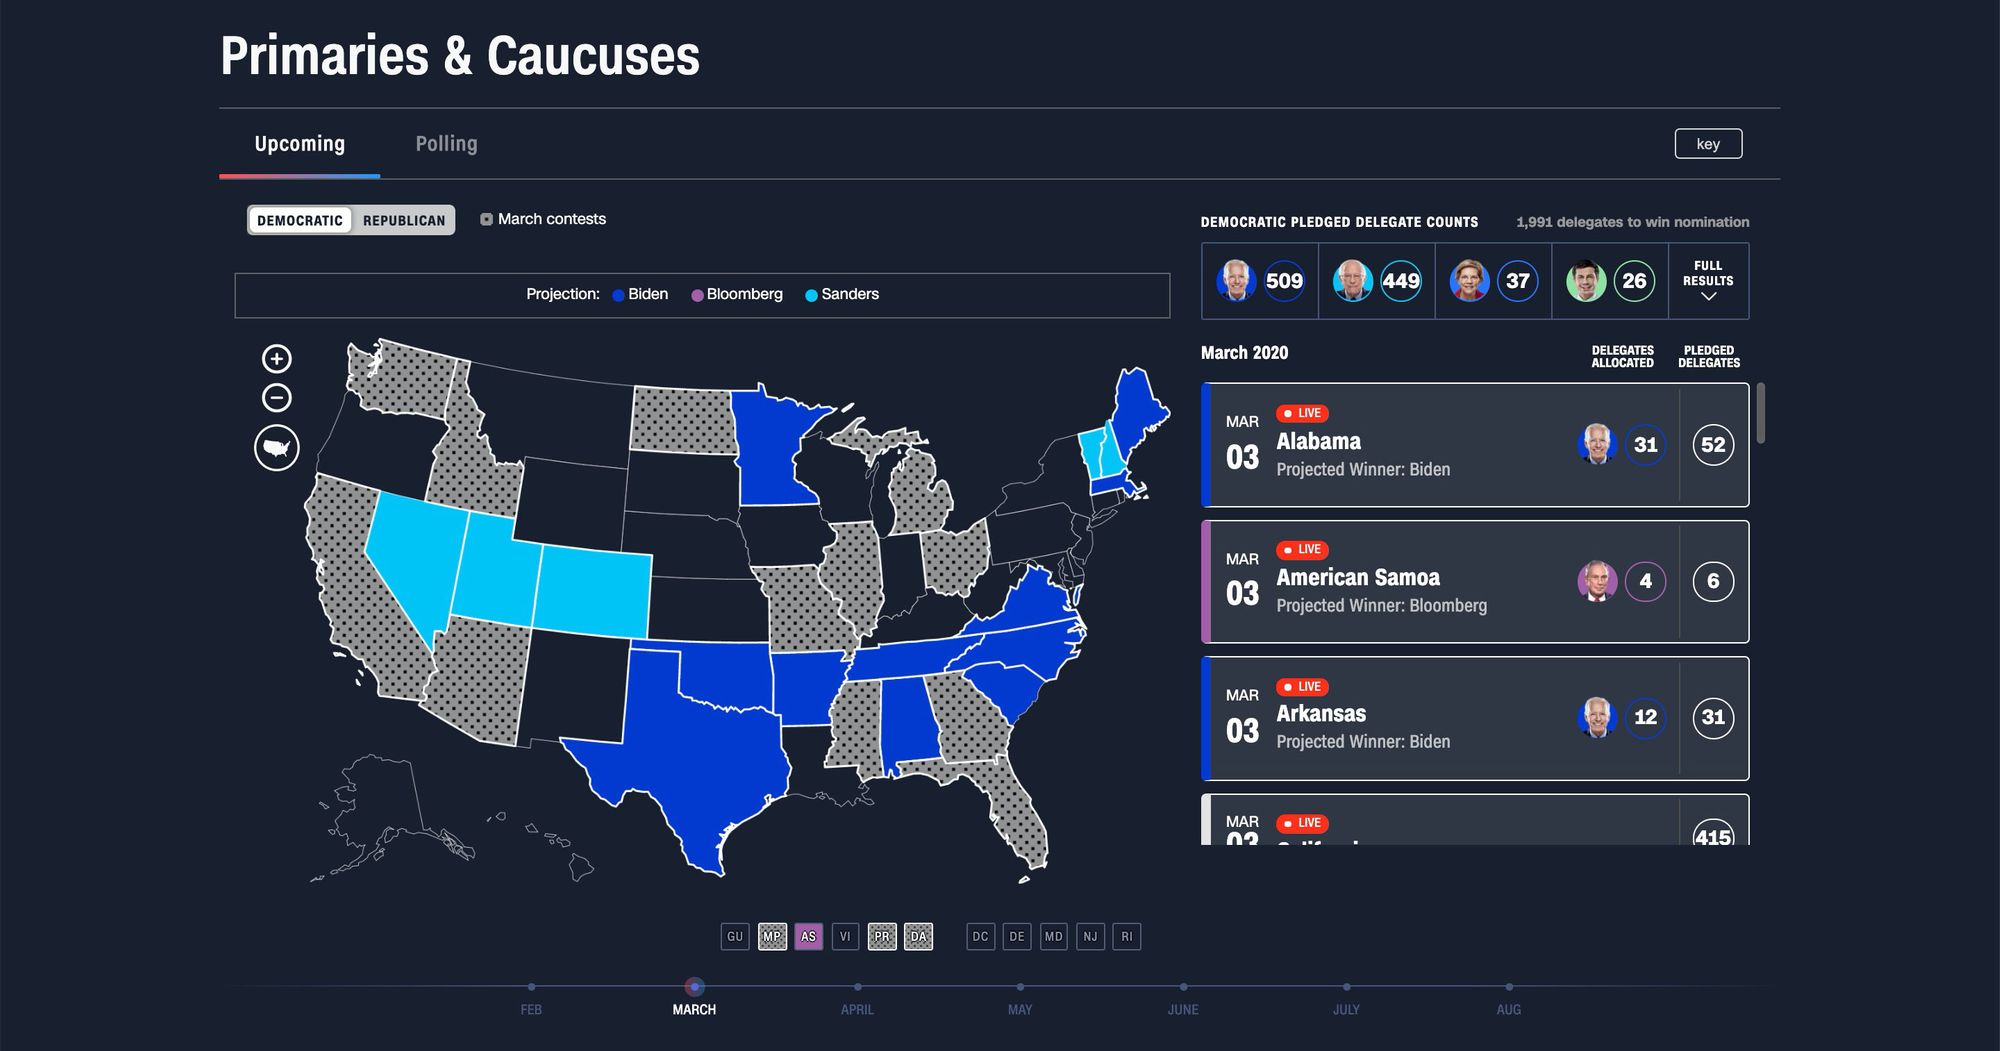 Primaries & Caucuses
Upcoming
Polling
key
DEMOCRATIC
REPUBLICAN
March contests
Projection: Biden Bloomberg Sanders
DEMOCRATIC PLEDGED DELEGATE COUNTS
1,991 delegates to win nomination
509
449
37
26
FULL
RESULTS
March 2020
DELEGATES
ALLOCATED
PLEDGED
DELEGATES
MAR
03
LIVE
Alabama
Projected Winner: Biden
31
52
MAR
03
LIVE
American Samoa
Projected Winner: Bloomberg
4
6
MAR
03
LIVE
Arkansas
Projected Winner: Biden
12
31
MAR
03
LIVE
415
GU
MP
AS
VI
PR
DA
DC
DE
MD
NJ
RI
FEB
MARCH
APRIL
MAY
JUNE
JULY
AUG